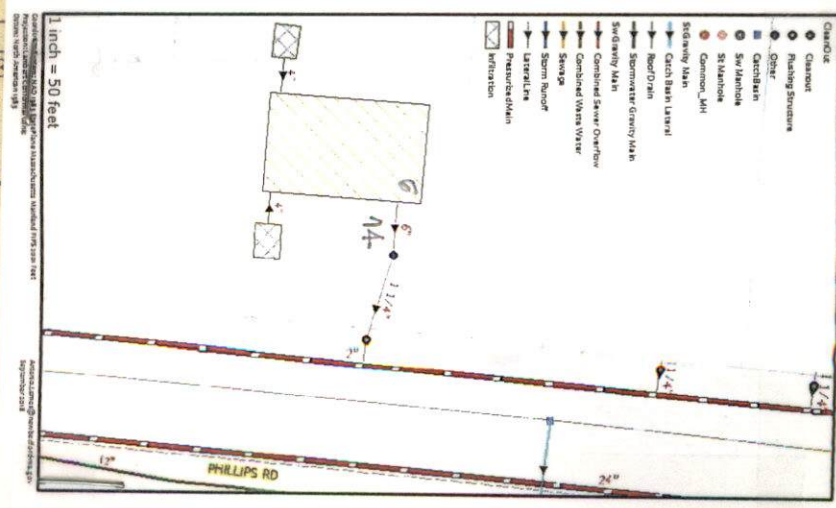 CleanOut
Cleanout
Flushing Structure
Other
CatchBasin
Sw Manhole
St Manhole
Common_MH
StGravity Main
Catch Basin Lateral
RoofDrain
Stormwater Gravity Main
SwGravity Main
Combined Sewer Overflow
Combined Waste Water
Sewage
Storm Runoff
LateralLine
PressurizedMain
Infiltration
4"
6
4"
6"
14
1 1/4"
2"
1 1/4"
1 1/4"
24"
12"
PHILLIPS RD
1 inch = 50 feet
September 2018